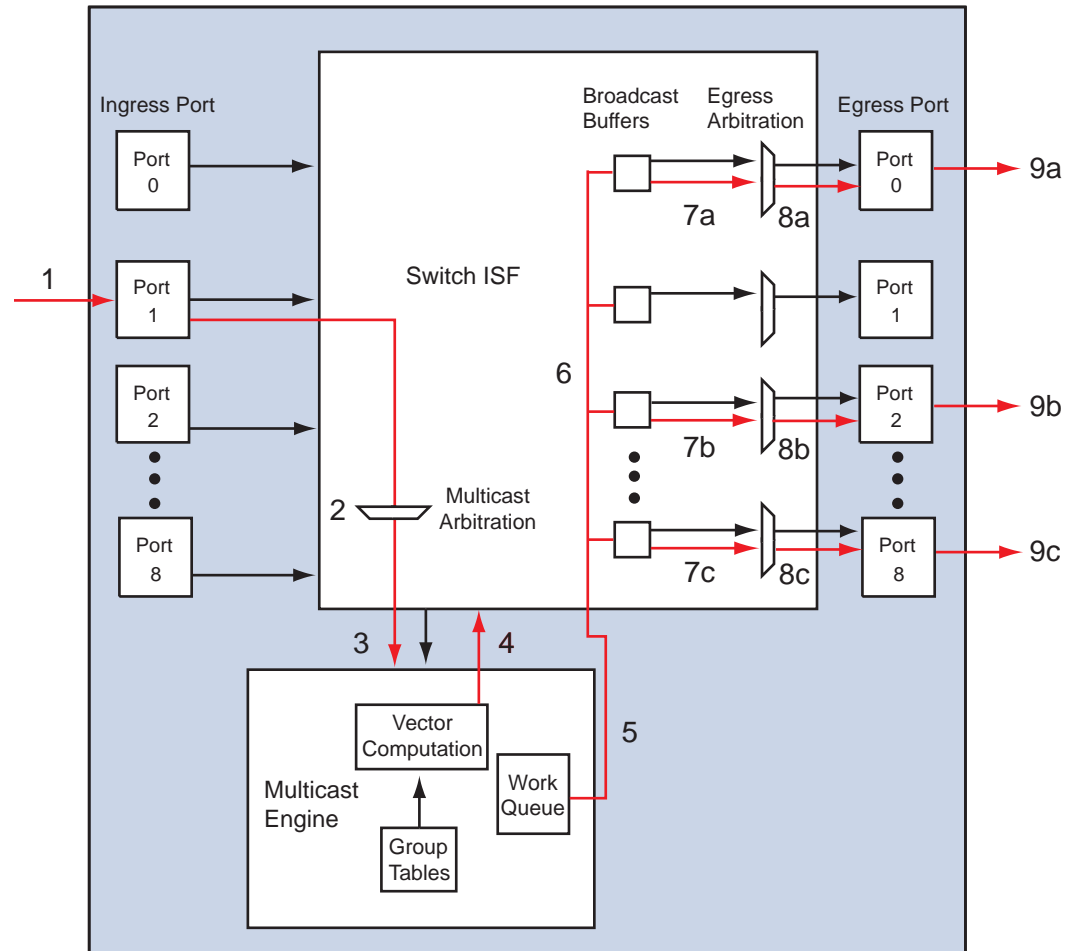 Ingress Port
Broadcast
Buffers
Egress
Arbitration
Egress Port
Port
0
Port
0
9a
7a
8a
1
Port
1
Switch ISF
Port
1
6
Port
2
Port
2
9b
7b
8b
2
Multicast
Arbitration
Port
8
Port
8
9c
7c
8c
3
4
5
Vector
Computation
Work
Queue
Multicast
Engine
Group
Tables